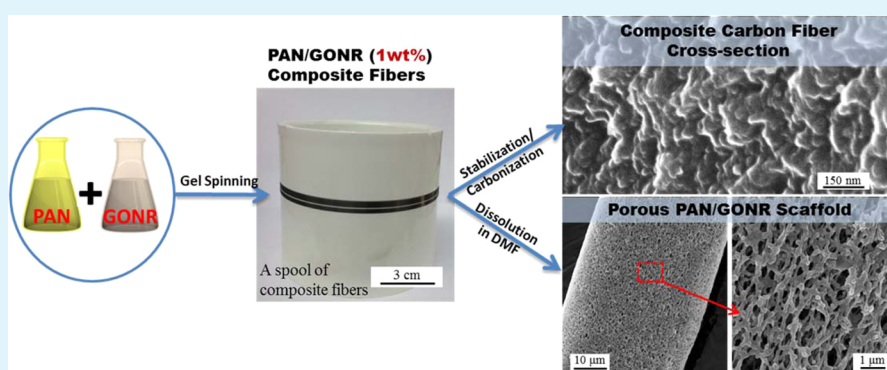 PAN
+
GONR
Gel Spinning
PAN/GONR (1wt%)
Composite Fibers
A spool of
composite fibers
3 cm
Stabilization/
Carbonization
Dissolution
in DMF
Composite Carbon Fiber
Cross-section
150 nm
Porous PAN/GONR Scaffold
10 μm
1 μm